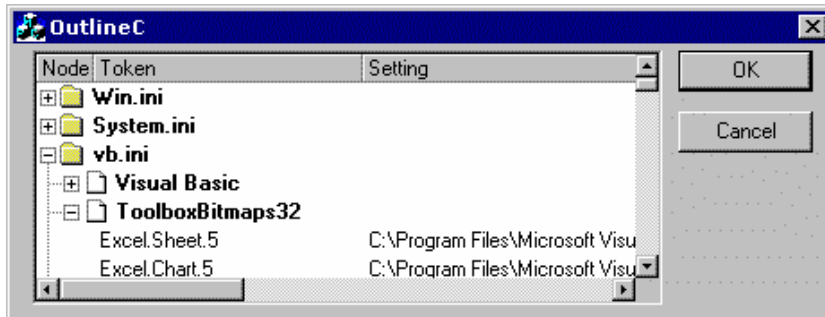 OutlineC
Node Token Setting
Win.ini
System.ini
vb.ini
Visual Basic
ToolboxBitmaps32
Excel.Sheet.5 C:\Program Files\Microsoft Visu
Excel.Chart.5 C:\Program Files\Microsoft Visu
OK
Cancel